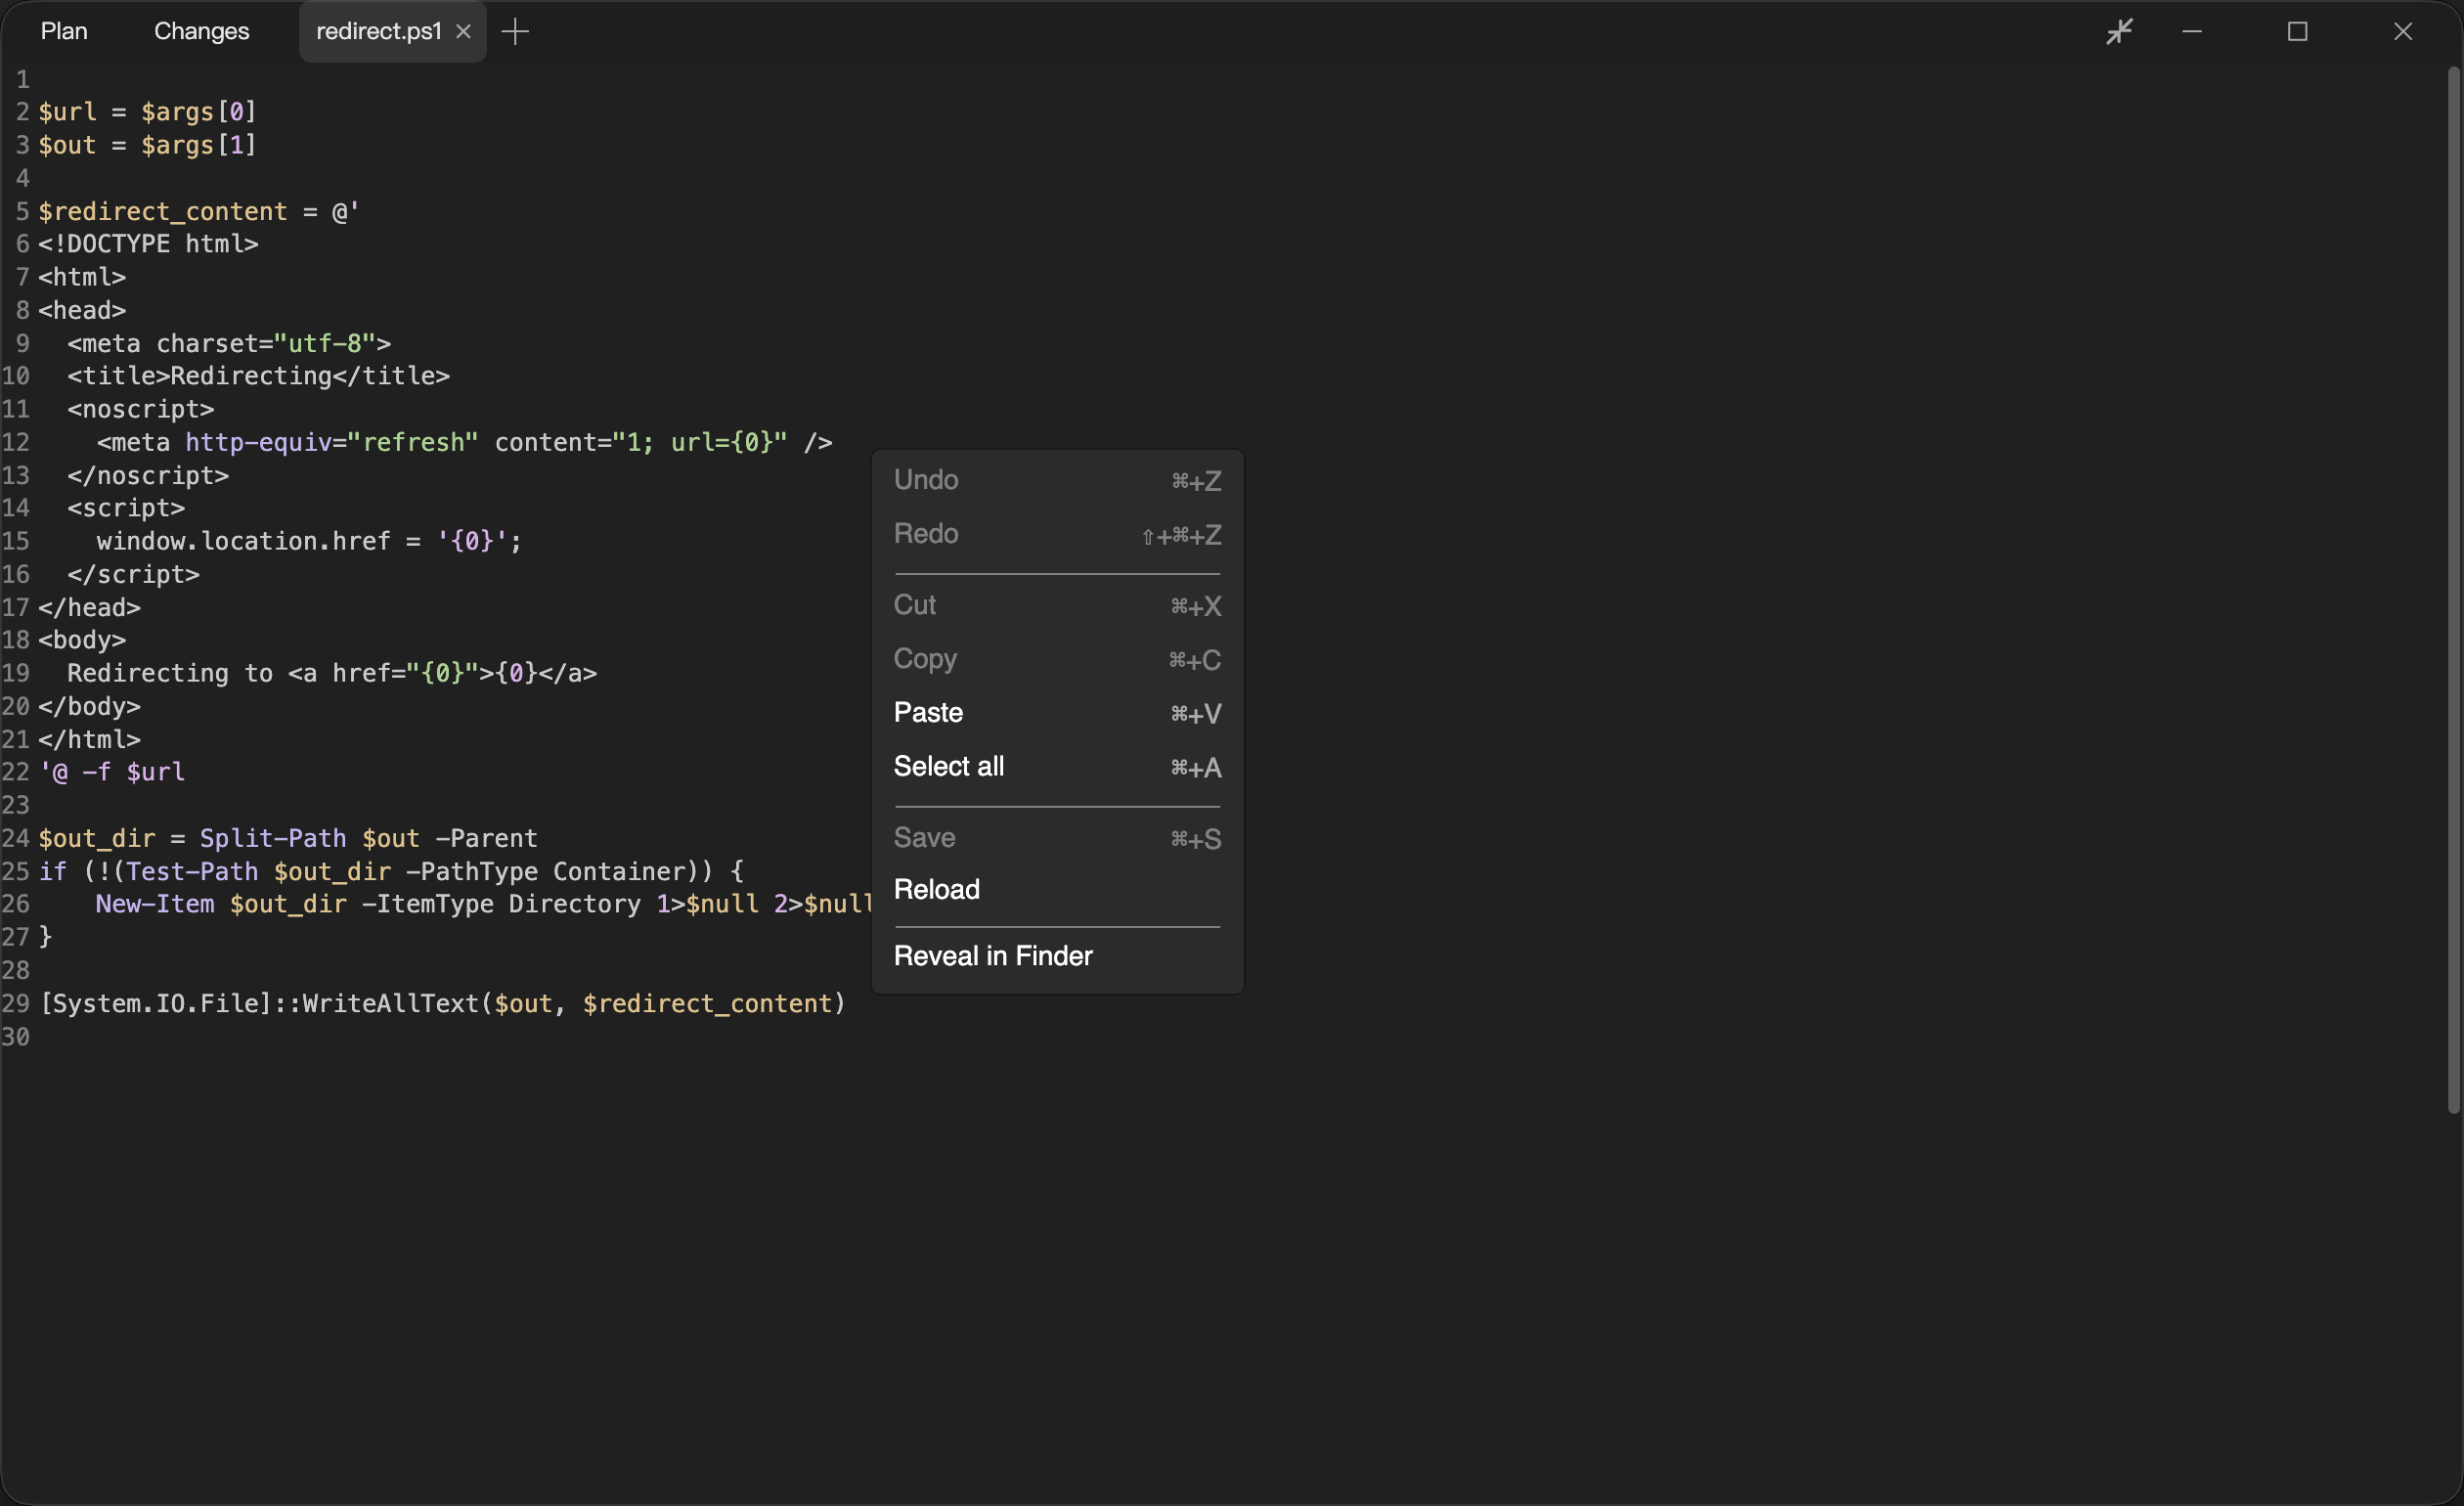 Plan Changes redirect.ps1
1
2 $url = $args[0]
3 $out = $args[1]
4
5 $redirect_content = @'
6 <!DOCTYPE html>
7 <html>
8 <head>
9   <meta charset="utf-8">
10   <title>Redirecting</title>
11   <noscript>
12     <meta http-equiv="refresh" content="1; url={0}" />
13   </noscript>
14   <script>
15     window.location.href = '{0}';
16   </script>
17 </head>
18 <body>
19   Redirecting to <a href="{0}">{0}</a>
20 </body>
21 </html>
22 '@ -f $url
23
24 $out_dir = Split-Path $out -Parent
25 if (!(Test-Path $out_dir -PathType Container)) {
26     New-Item $out_dir -ItemType Directory 1>$null 2>$null
27 }
28
29 [System.IO.File]::WriteAllText($out, $redirect_content)
30
Undo ⌘+Z
Redo ⇧+⌘+Z
Cut ⌘+X
Copy ⌘+C
Paste ⌘+V
Select all ⌘+A
Save ⌘+S
Reload
Reveal in Finder